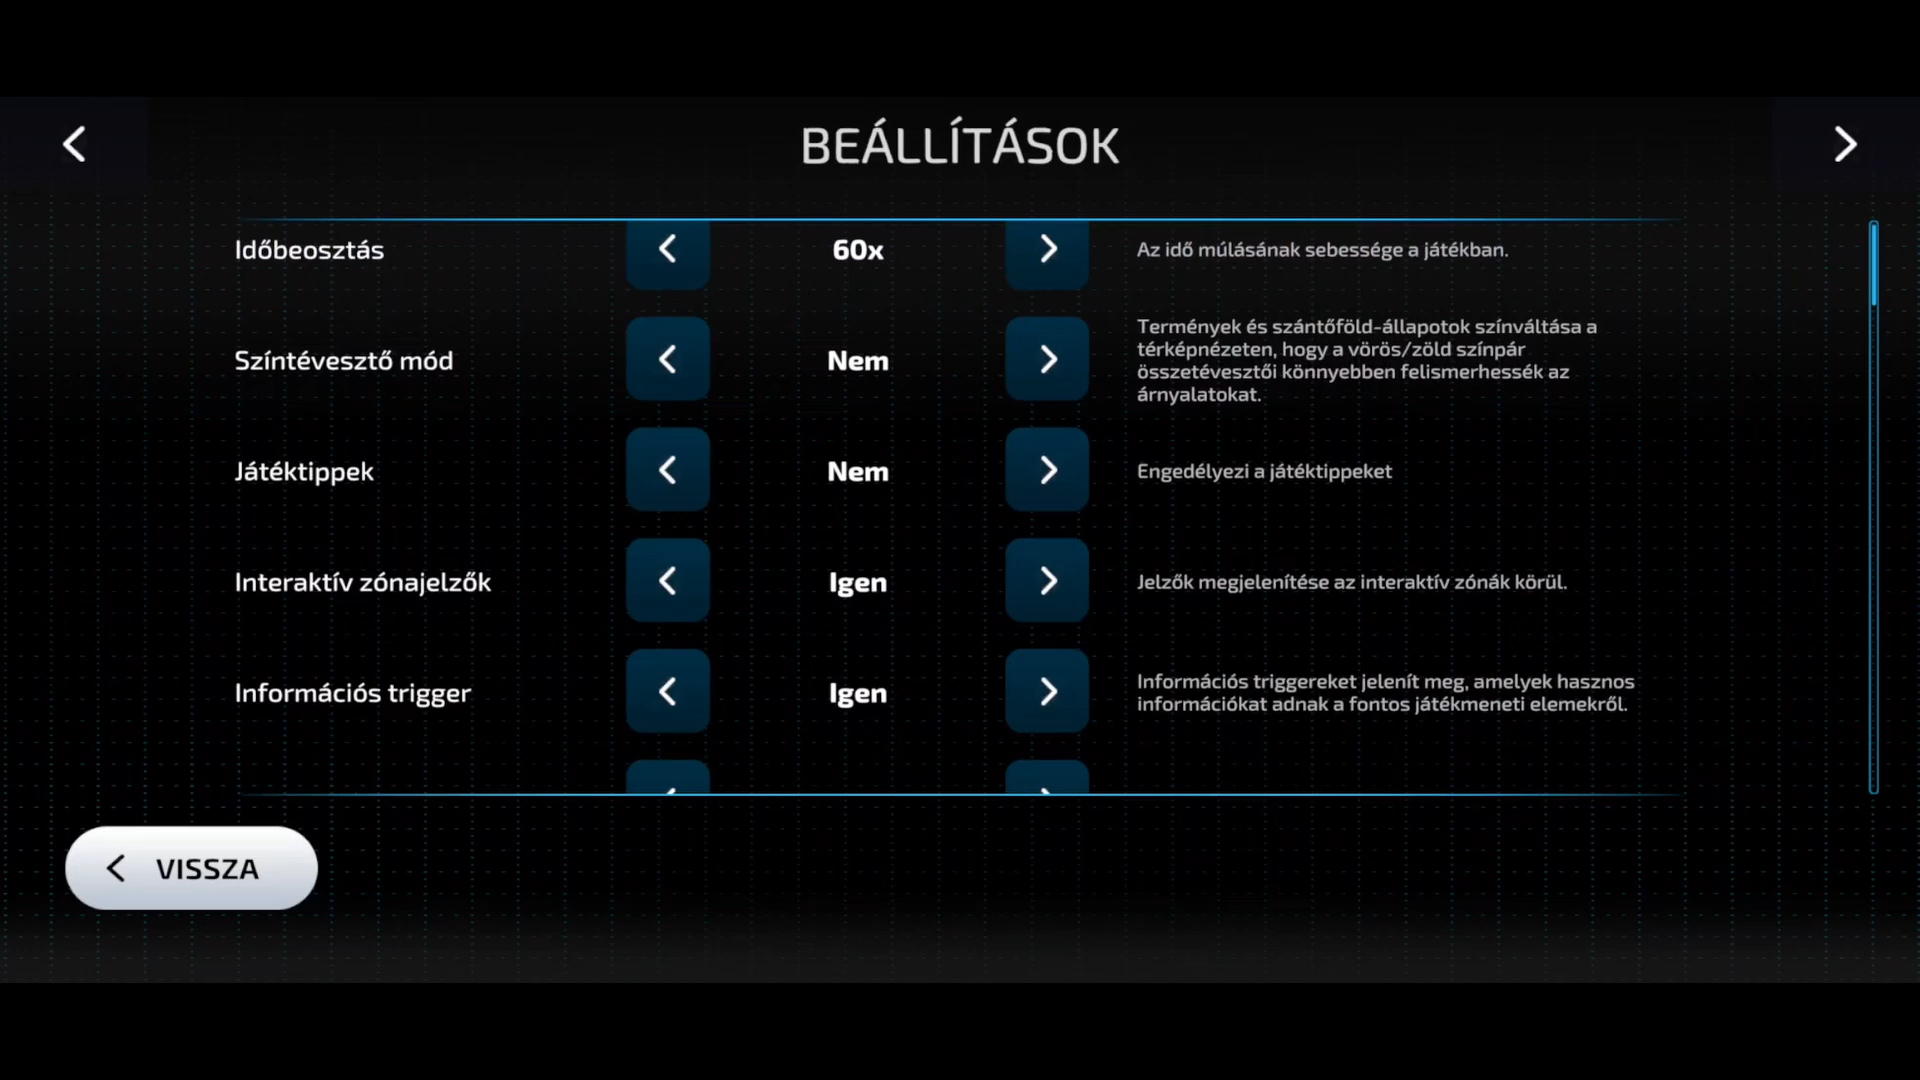 BEÁLLÍTÁSOK
Időbeosztás
60x
Az idő múlásának sebessége a játékban.
Színtévesztő mód
Nem
Termények és szántőföld-állapotok színváltása a
térképnézeten, hogy a vörös/zöld színpár
összetévesztői könnyebben felismerhessék az
árnyalatokat.
Játéktippek
Nem
Engedélyezi a játéktippeket
Interaktív zónajelzők
Igen
Jelzők megjelenítése az interaktív zónák körül.
Információs trigger
Igen
Információs triggereket jelenít meg, amelyek hasznos
információkat adnak a fontos játékmeneti elemekről.
VISSZA